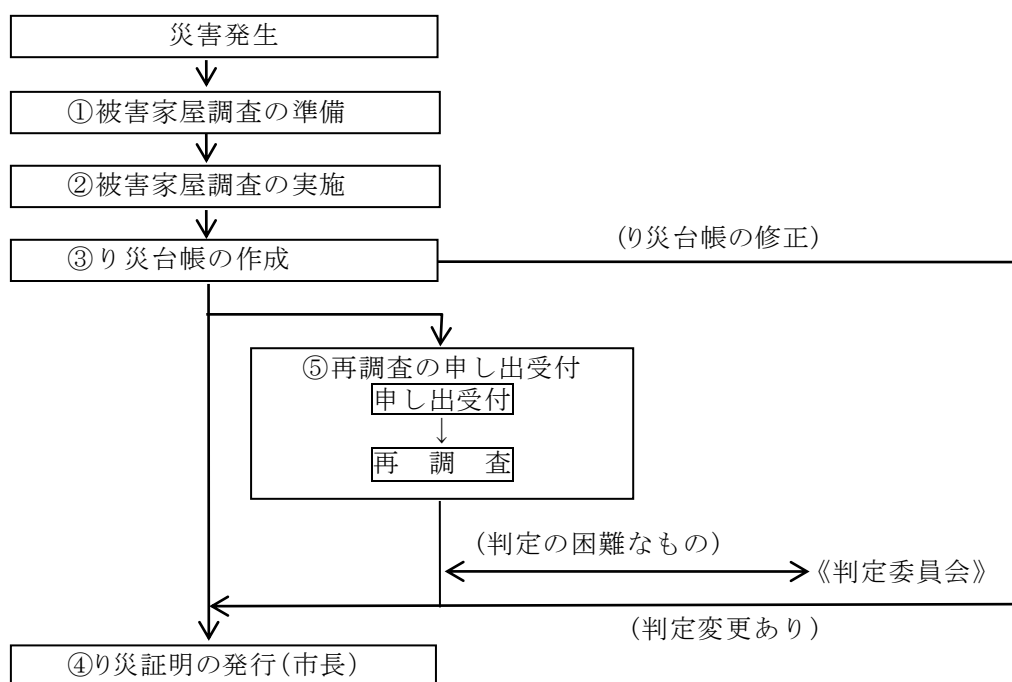 災害発生
①被害家屋調査の準備
②被害家屋調査の実施
③り災台帳の作成
(り災台帳の修正)
⑤再調査の申し出受付
申し出受付
↓
再　調　査
(判定の困難なもの)
《判定委員会》
(判定変更あり)
④り災証明の発行(市長)